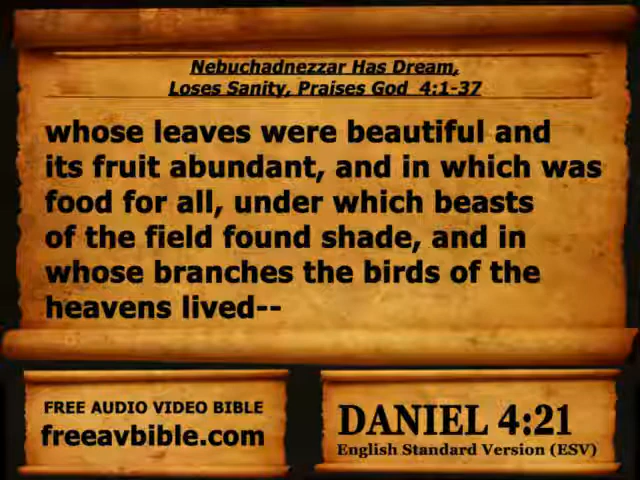 Nebuchadnezzar Has Dream,
Loses Sanity, Praises God 4:1-37
whose leaves were beautiful and
its fruit abundant, and in which was
food for all, under which beasts
of the field found shade, and in
whose branches the birds of the
heavens lived--
FREE AUDIO VIDEO BIBLE
freeavbible.com
DANIEL 4:21
English Standard Version (ESV)